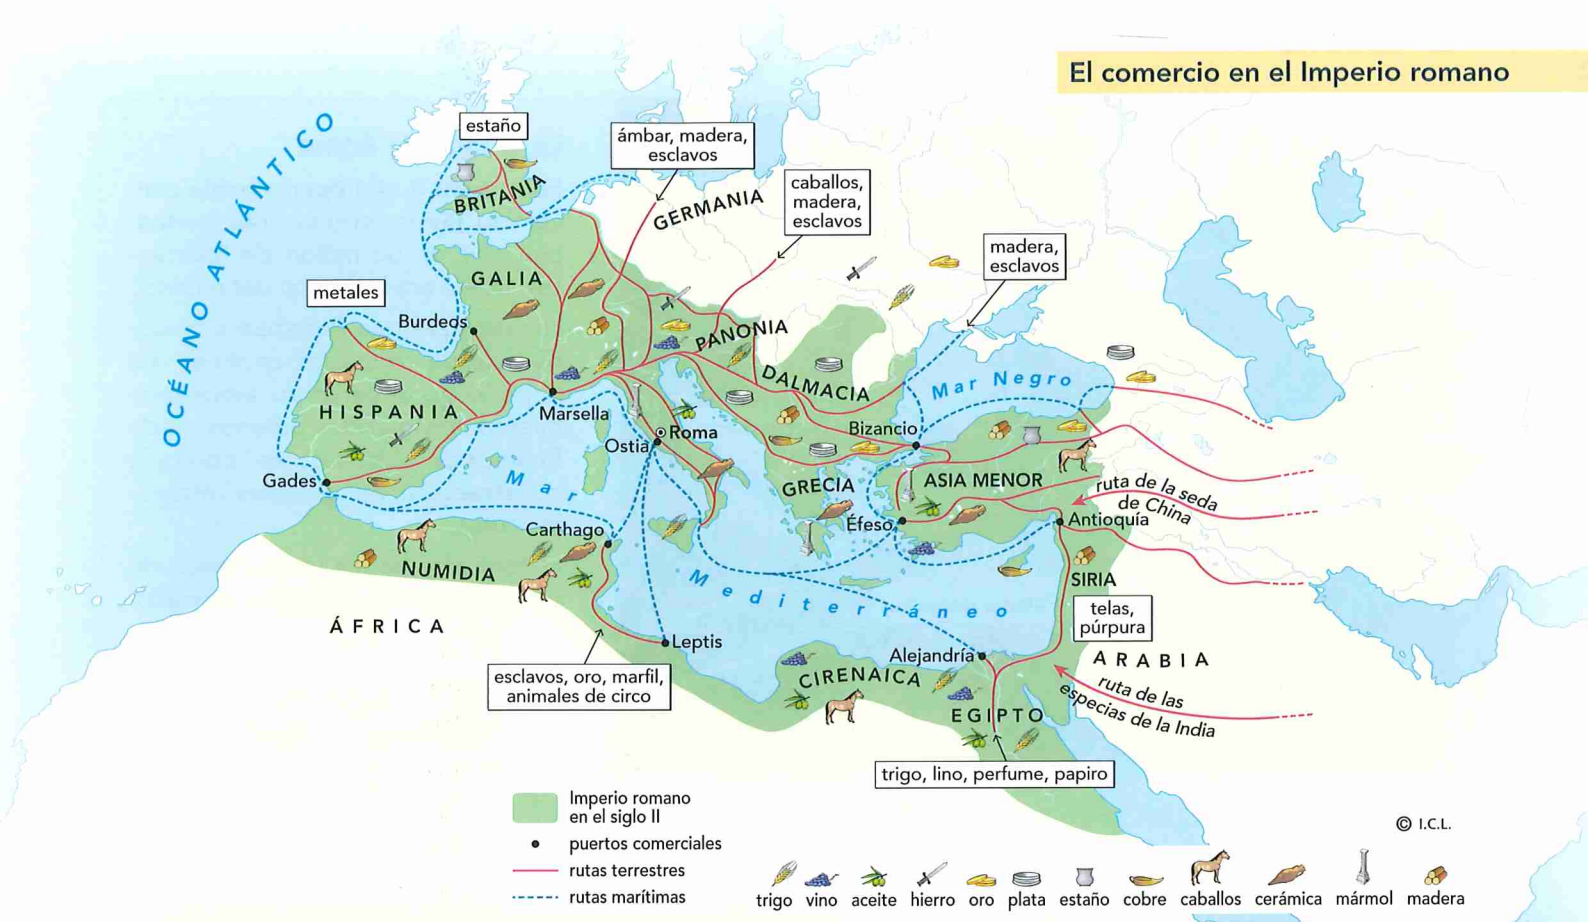 El comercio en el Imperio romano
OCÉANO ATLÁNTICO
estaño
ámbar, madera,
esclavos
caballos,
madera,
esclavos
madera,
esclavos
metales
BRITANIA
GERMANIA
GALIA
Burdeos
PANONIA
DALMACIA
Mar Negro
HISPANIA
Marsella
Ostia
Roma
Bizancio
Gades
GRECIA
ASIA MENOR
ruta de la seda
de China
Éfeso
Antioquía
Carthago
Mar
Mediterráneo
NUMIDIA
SIRIA
telas,
púrpura
ÁFRICA
Leptis
Alejandría
ARABIA
esclavos, oro, marfil,
animales de circo
CIRENAICA
ruta de las
especias de la India
EGIPTO
trigo, lino, perfume, papiro
Imperio romano
en el siglo II
puertos comerciales
rutas terrestres
rutas marítimas
© I.C.L.
trigo vino aceite hierro oro plata estaño cobre caballos cerámica mármol madera